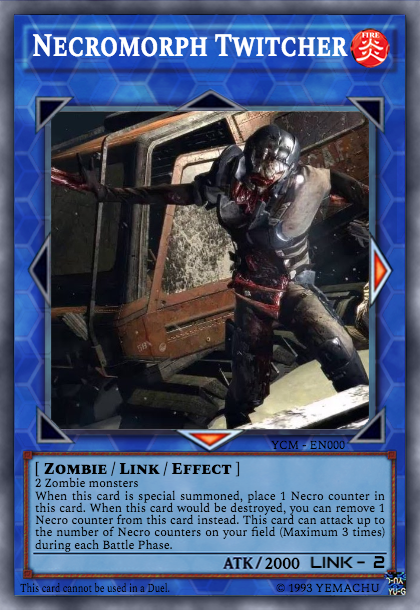 NECROMORPH TWITCHER
FIRE
炎
YCM - EN000
[ ZOMBIE / LINK / EFFECT ]
2 Zombie monsters
When this card is special summoned, place 1 Necro counter in
this card. When this card would be destroyed, you can remove 1
Necro counter from this card instead. This card can attack up
to the number of Necro counters on your field (Maximum 3 times)
during each Battle Phase.
ATK / 2000 LINK - 2
This card cannot be used in a Duel.
© 1993 YEMACHU